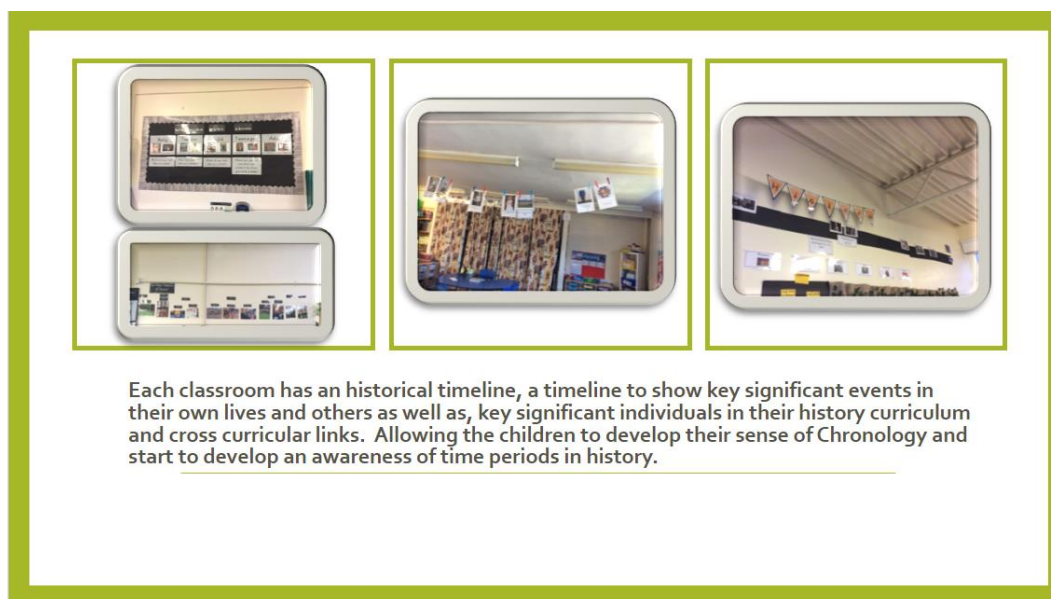 Each classroom has an historical timeline, a timeline to show key significant events in
their own lives and others as well as, key significant individuals in their history curriculum
and cross curricular links.  Allowing the children to develop their sense of Chronology and
start to develop an awareness of time periods in history.